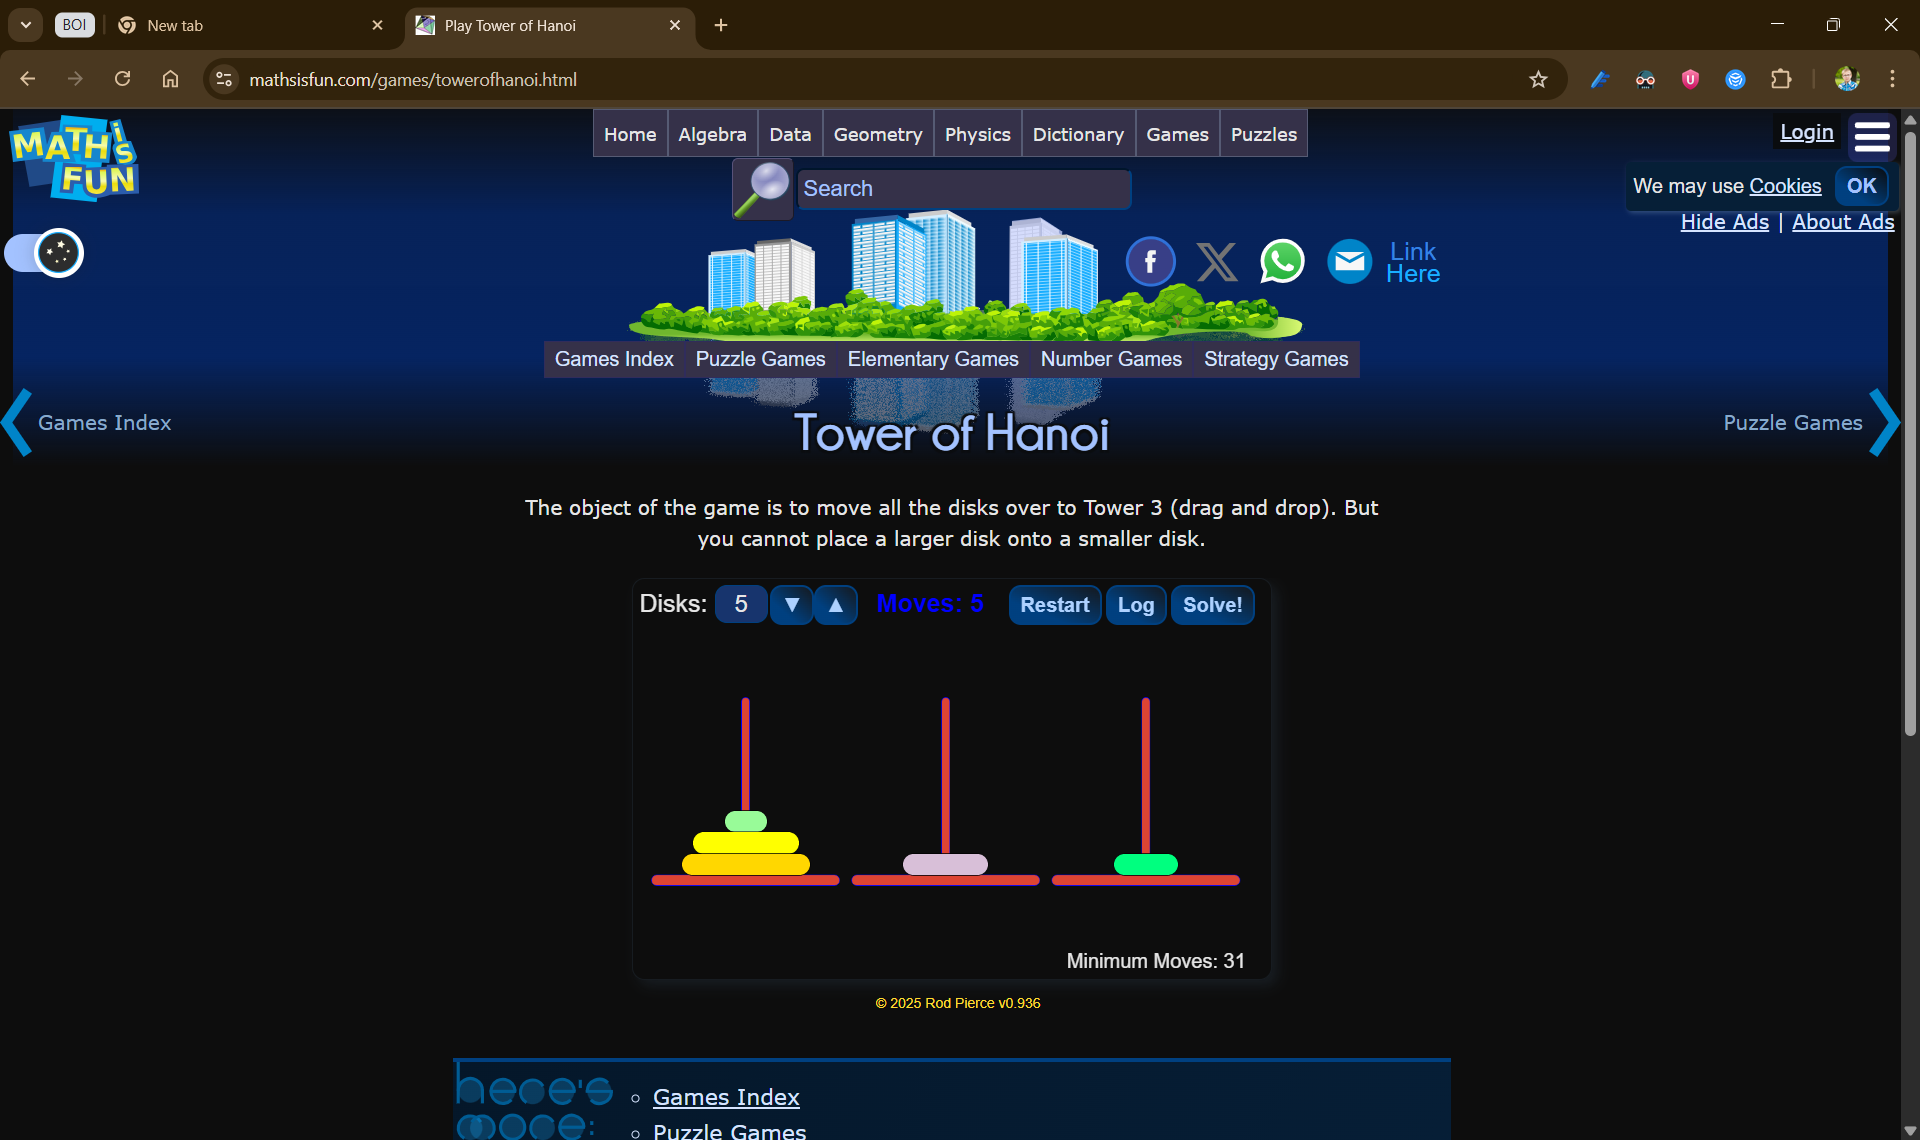 BOI
New tab
Play Tower of Hanoi
mathsisfun.com/games/towerofhanoi.html
MATH iS FUN
Home Algebra Data Geometry Physics Dictionary Games Puzzles
Login
Search
We may use Cookies OK
Hide Ads | About Ads
Link
Here
Games Index Puzzle Games Elementary Games Number Games Strategy Games
Games Index
Puzzle Games
Tower of Hanoi
The object of the game is to move all the disks over to Tower 3 (drag and drop). But
you cannot place a larger disk onto a smaller disk.
Disks: 5 ▼ ▲ Moves: 5 Restart Log Solve!
Minimum Moves: 31
© 2025 Rod Pierce v0.936
here's
more:
Games Index
Puzzle Games